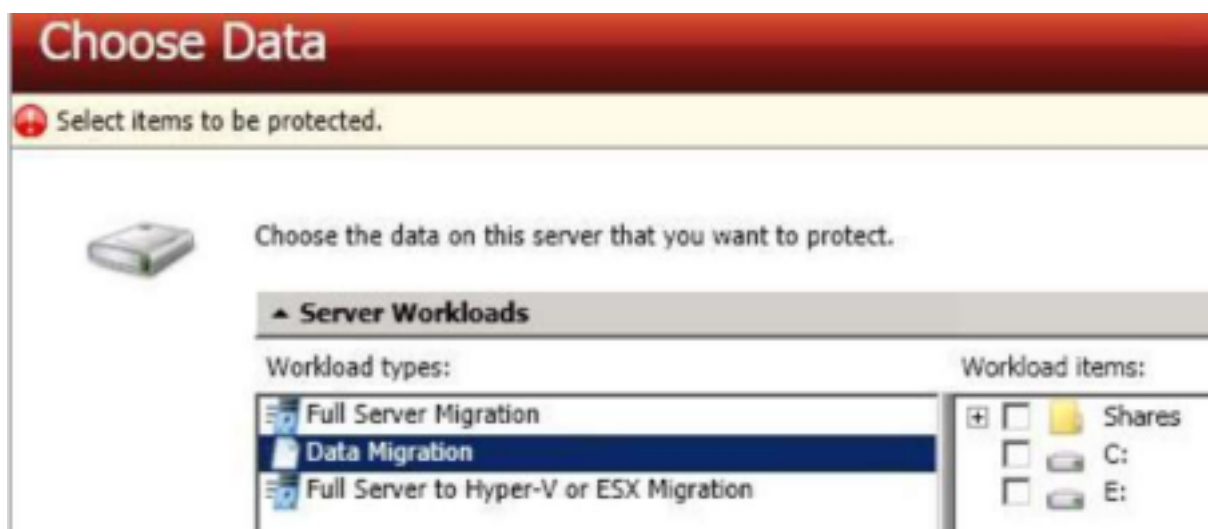 Choose Data
Select items to be protected.
Choose the data on this server that you want to protect.
Server Workloads
Workload types:
Workload items:
Full Server Migration
Data Migration
Full Server to Hyper-V or ESX Migration
Shares
C:
E: